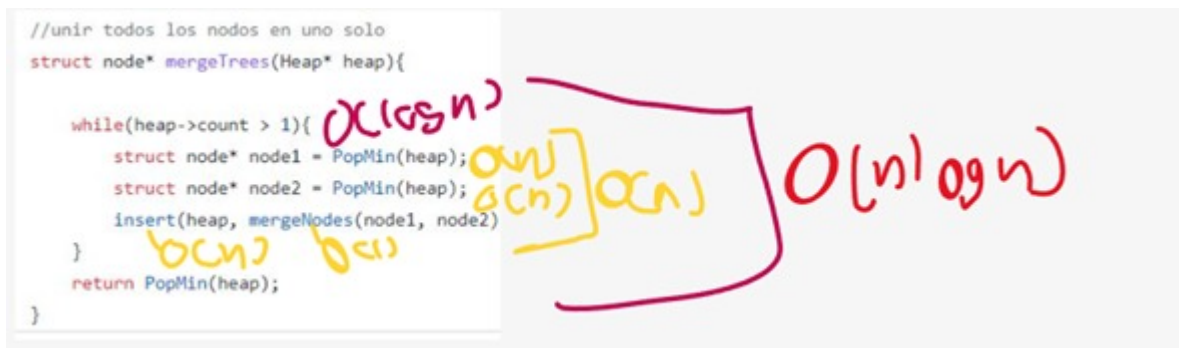 //unir todos los nodos en uno solo
struct node* mergeTrees(Heap* heap){
while(heap->count > 1){ O(logn)
struct node* node1 = PopMin(heap); O(n)
struct node* node2 = PopMin(heap); O(n) O(n) O(nlogn)
insert(heap, mergeNodes(node1, node2)
} O(n) O(1)
return PopMin(heap);
}